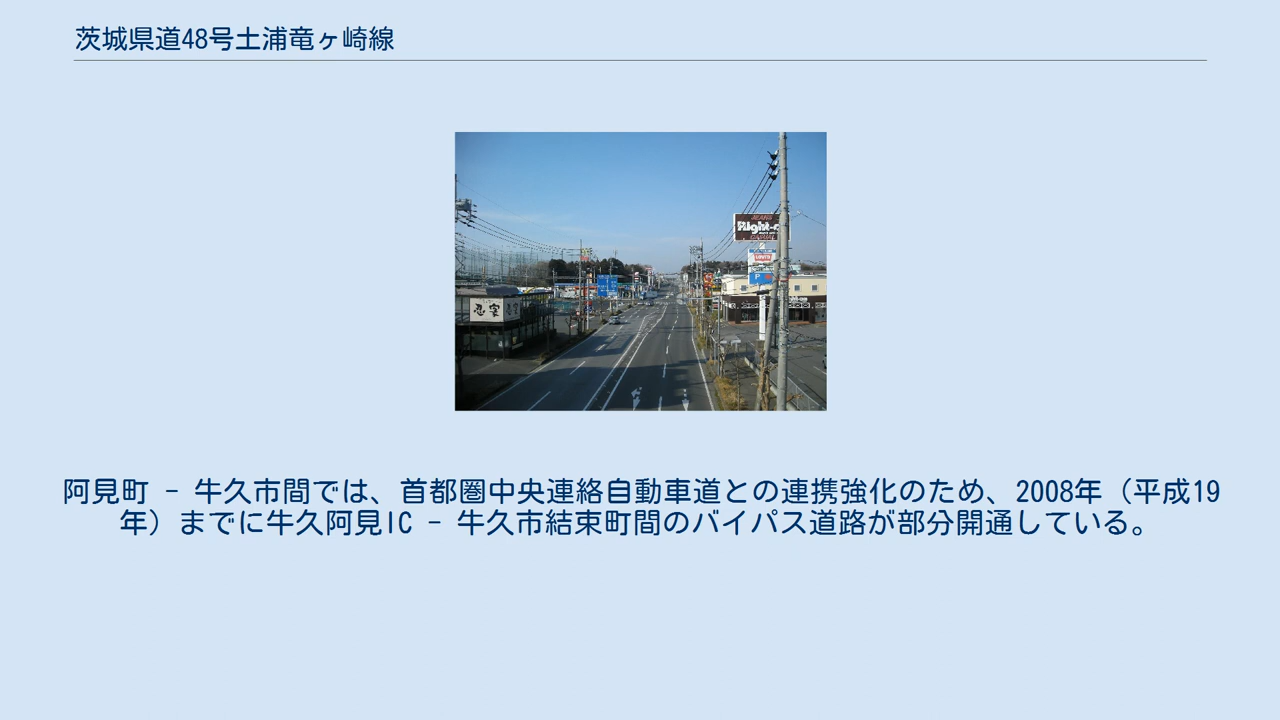 茨城県道48号土浦竜ヶ崎線
Right-o
忍家
P
阿見町 - 牛久市間では、首都圏中央連絡自動車道との連携強化のため、2008年（平成19
年）までに牛久阿見IC - 牛久市結束町間のバイパス道路が部分開通している。